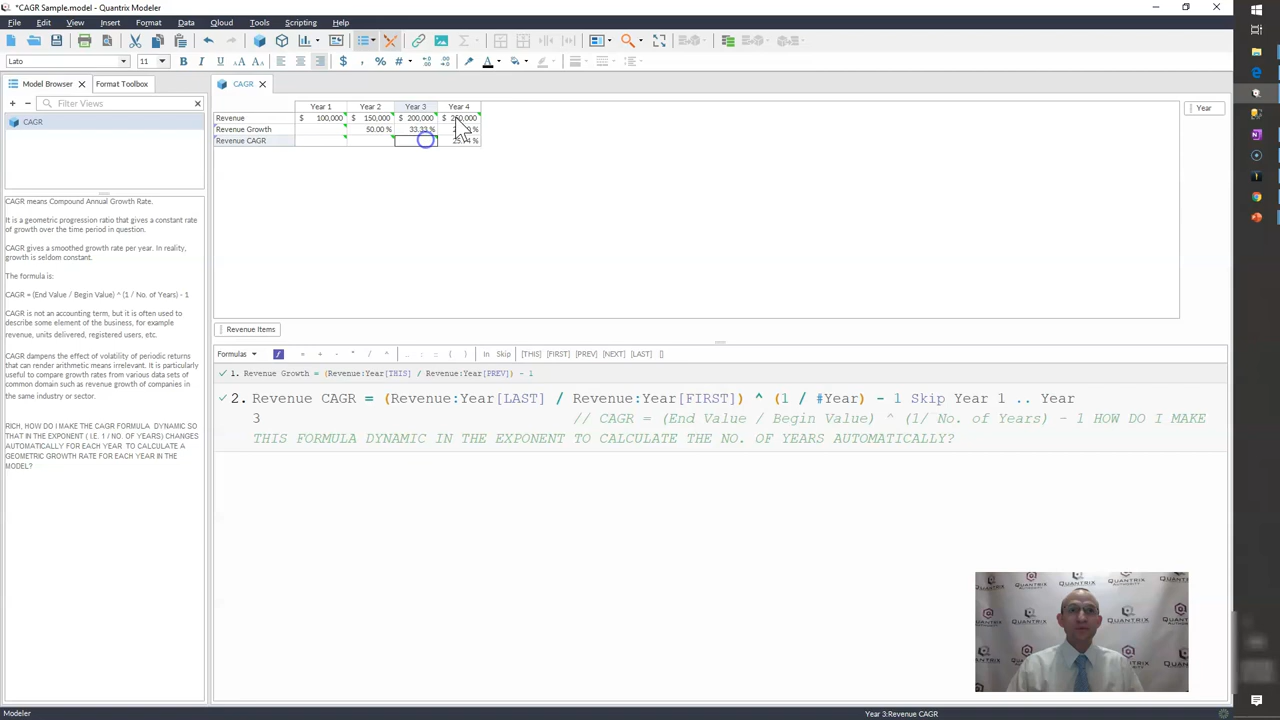 *CAGR Sample.model - Quantrix Modeler
File Edit View Format Data Qloud Tools Scripting Help
Lato 11 B I U A $ , % #
Model Browser Format Toolbox
+ − Filter Views
CAGR
CAGR means Compound Annual Growth Rate.
It is a geometric progression ratio that gives a constant rate
of growth over the time period in question.
CAGR gives a smoothed growth rate per year. In reality,
growth is seldom constant.
The formula is:
CAGR = (End Value / Begin Value) ^ (1 / No. of Years) - 1
CAGR is not an accounting term, but it is often used to
describe some element of the business, for example
revenue, units delivered, registered users, etc.
CAGR dampens the effect of volatility of periodic returns
that can render arithmetic means irrelevant. It is particularly
useful to compare growth rates from various data sets of
common domain such as revenue growth of companies in
the same industry or sector.
RICH, HOW DO I MAKE THE CAGR FORMULA DYNAMIC SO
THAT IN THE EXPONENT (I.E. 1 / NO. OF YEARS) CHANGES
AUTOMATICALLY FOR EACH YEAR TO CALCULATE A
GEOMETRIC GROWTH RATE FOR EACH YEAR IN THE
MODEL?
CAGR
Year 1 Year 2 Year 3 Year 4
Revenue $ 100,000 $ 150,000 $ 200,000 $
Revenue Growth 50.00 % 33.33 % %
Revenue CAGR %
Year
Revenue Items
Formulas = + - * / ^ .. : :: ( ) In Skip [THIS] [FIRST] [PREV] [NEXT] [LAST] []
1. Revenue Growth = (Revenue:Year[THIS] / Revenue:Year[PREV]) - 1
2. Revenue CAGR = (Revenue:Year[LAST] / Revenue:Year[FIRST]) ^ (1 / #Year) - 1 Skip Year 1 .. Year
3 // CAGR = (End Value / Begin Value) ^ (1/ No. of Years) - 1 HOW DO I MAKE
THIS FORMULA DYNAMIC IN THE EXPONENT TO CALCULATE THE NO. OF YEARS AUTOMATICALLY?
QUANTRIX
AUTHORITY
Year 3:Revenue CAGR